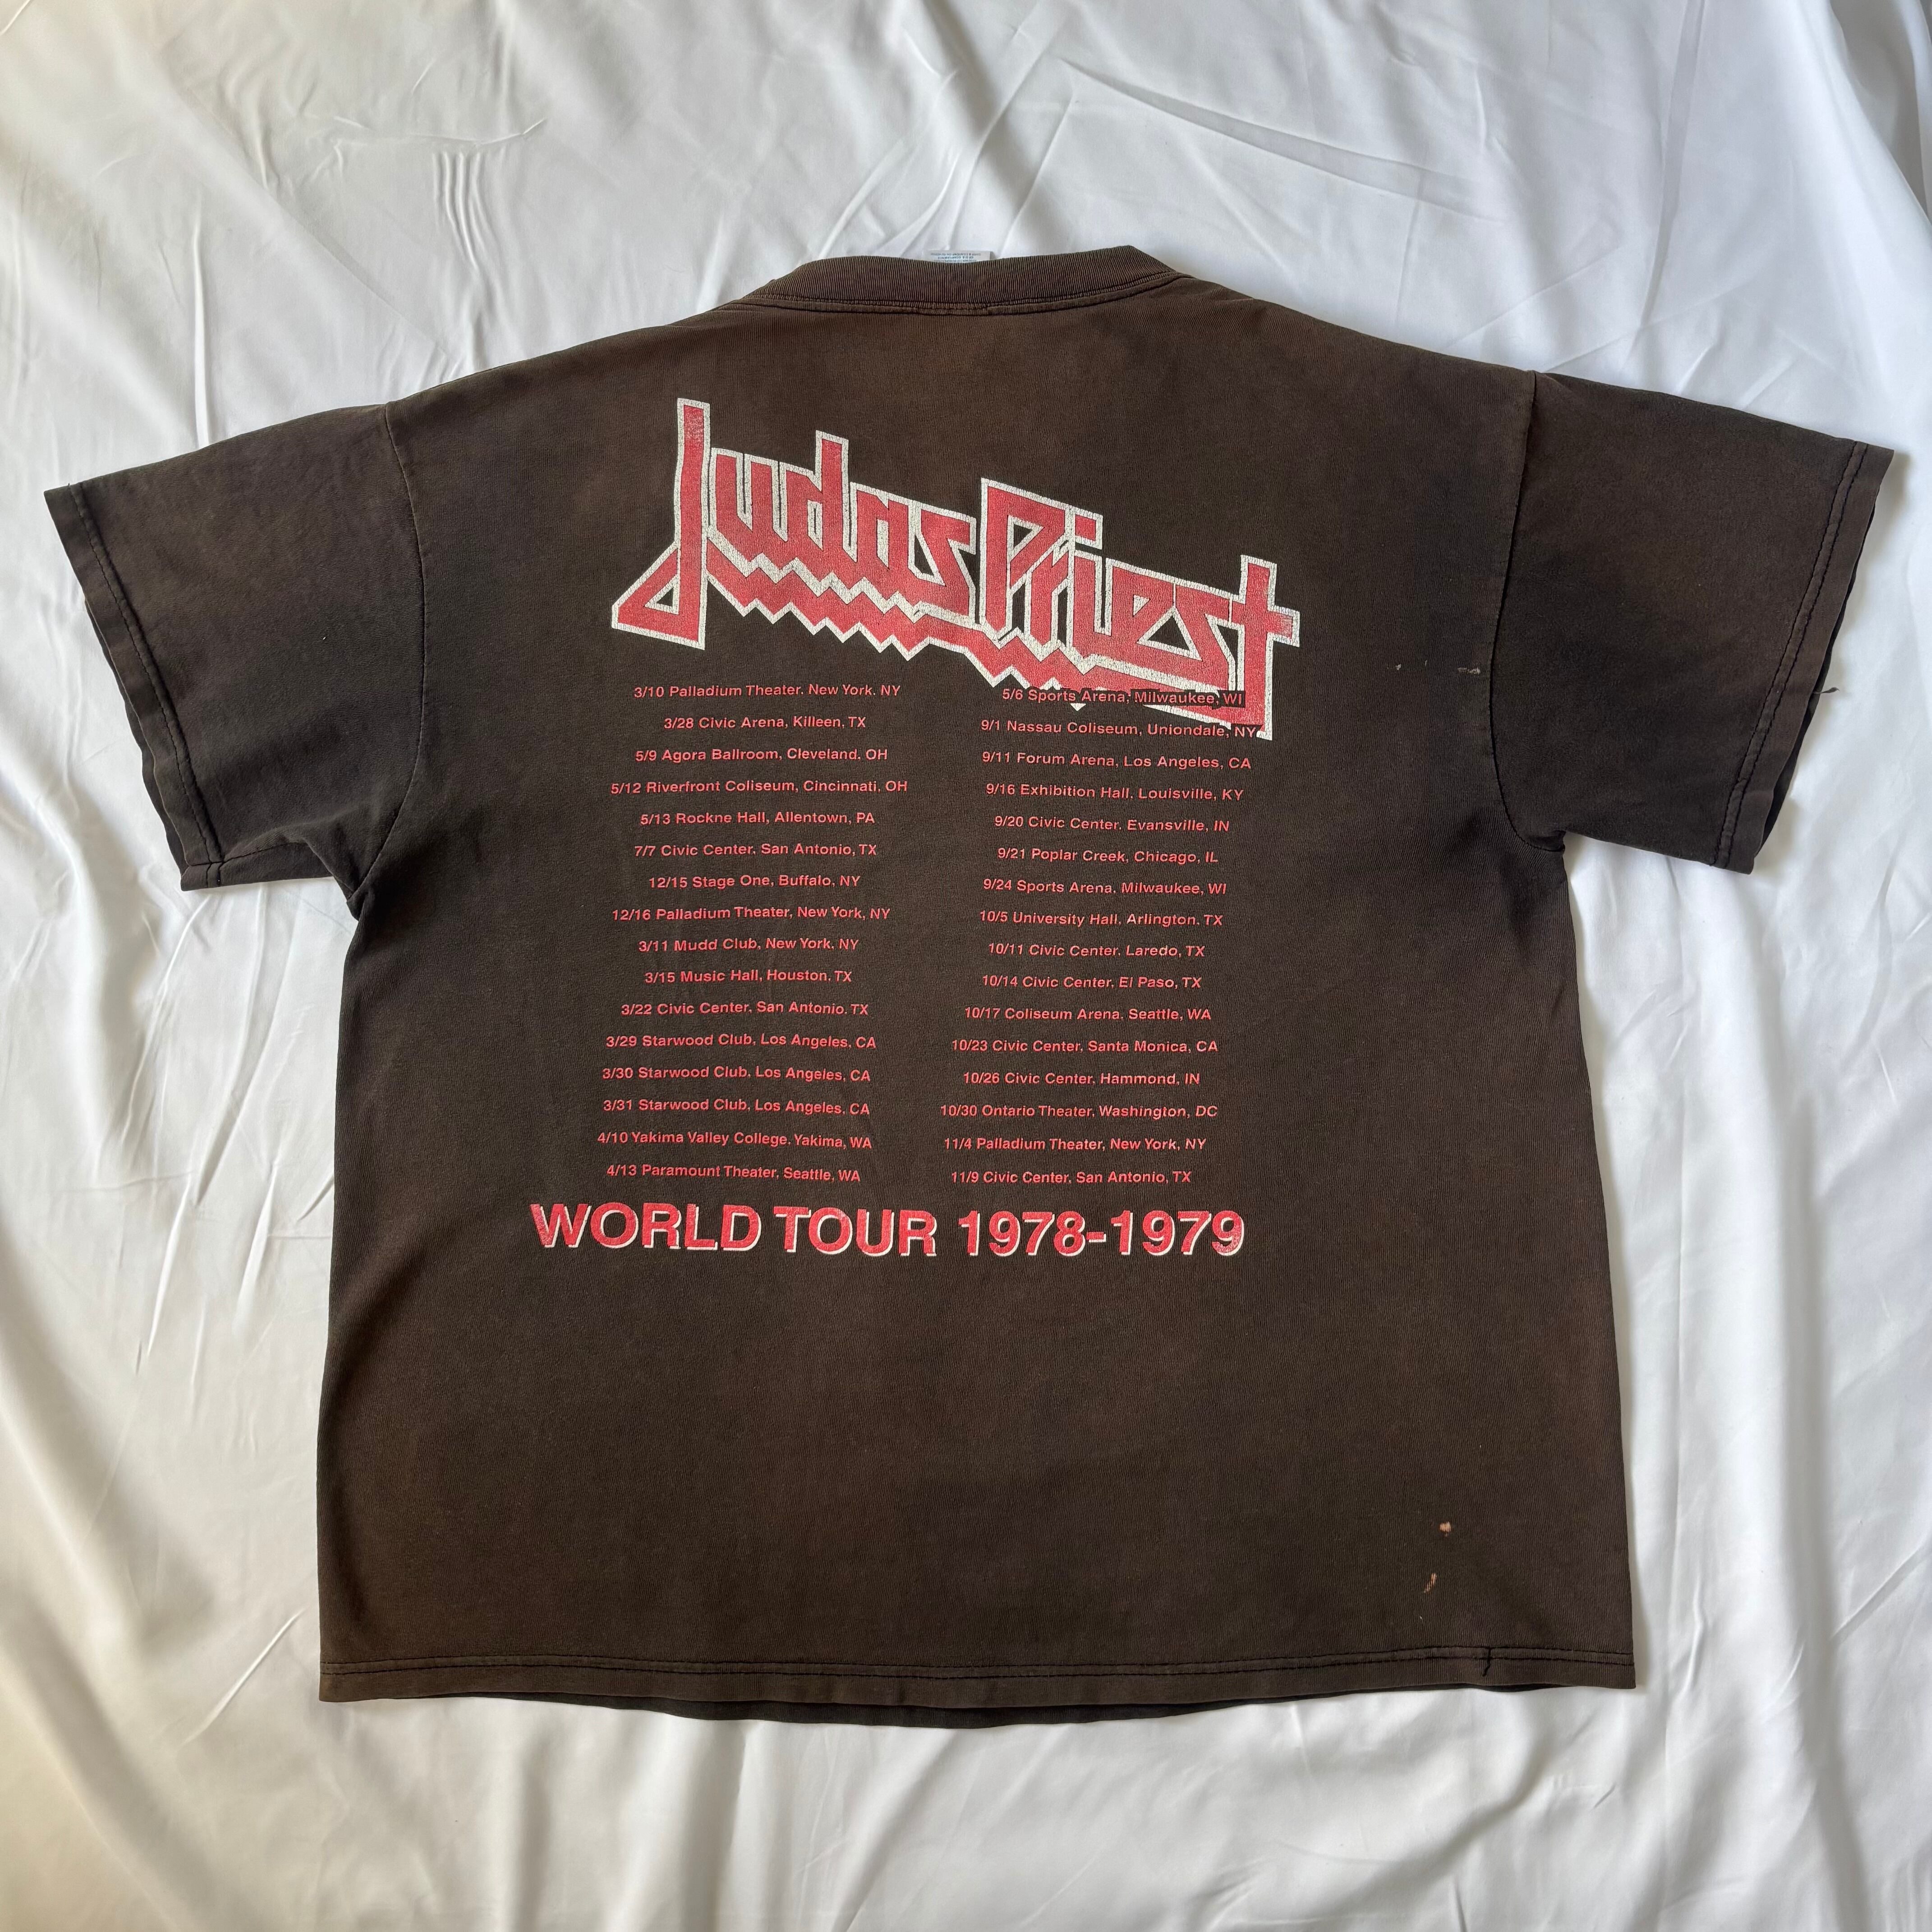 Judas Priest
3/10 Palladium Theater. New York. NY
3/28 Civic Arena, Killeen, TX
5/9 Agora Ballroom, Cleveland. OH
5/12 Riverfront Coliseum, Cincinnati. OH
5/13 Rockne Hall, Allentown, PA
7/7 Civic Center. San Antonio, TX
12/15 Stage One, Buffalo. NY
12/16 Palladium Theater, New York, NY
3/11 Mudd Club, New York. NY
3/15 Music Hall, Houston. TX
3/22 Civic Center. San Antonio. TX
3/29 Starwood Club, Los Angeles. CA
3/30 Starwood Club. Los Angeles, CA
3/31 Starwood Club. Los Angeles. CA
4/10 Yakima Valley College. Yakima, WA
4/13 Paramount Theater. Seattle, WA
5/6 Sports Arena, Milwaukee, WI
9/1 Nassau Coliseum, Uniondale, NY
9/11 Forum Arena, Los Angeles, CA
9/16 Exhibition Hall. Louisville, KY
9/20 Civic Center. Evansville, IN
9/21 Poplar Creek, Chicago, IL
9/24 Sports Arena. Milwaukee, WI
10/5 University Hall. Arlington. TX
10/11 Civic Center. Laredo, TX
10/14 Civic Center. El Paso, TX
10/17 Coliseum Arena. Seattle, WA
10/23 Civic Center. Santa Monica, CA
10/26 Civic Center, Hammond, IN
10/30 Ontario Theater. Washington, DC
11/4 Palladium Theater, New York, NY
11/9 Civic Center. San Antonio, TX
WORLD TOUR 1978-1979